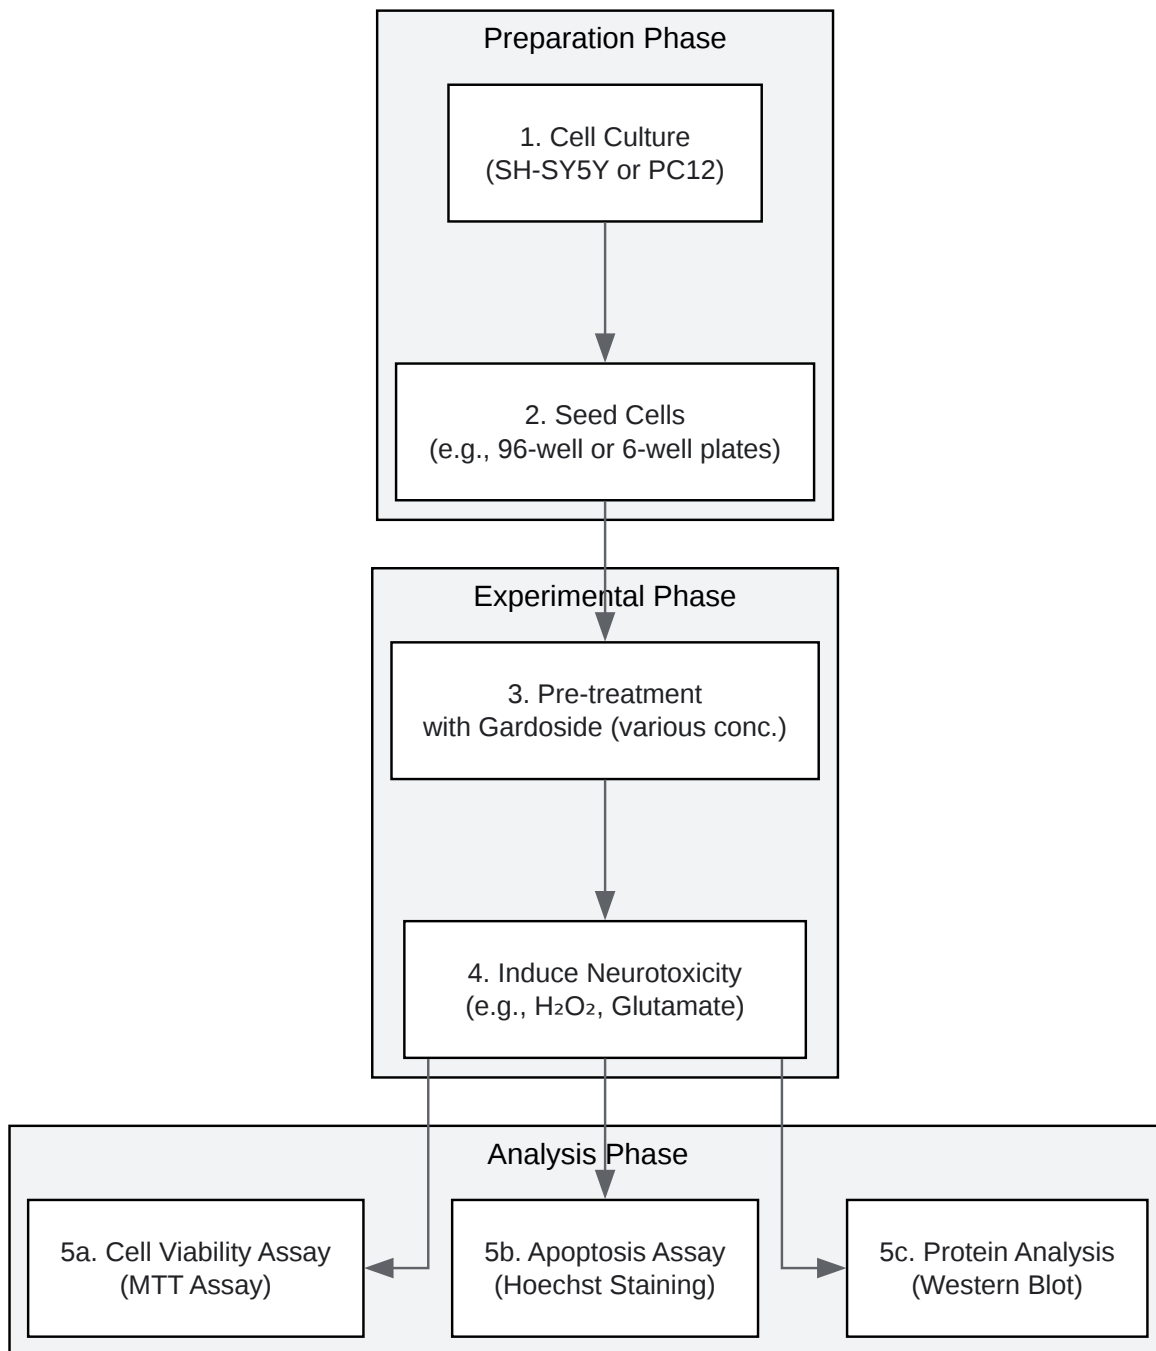 Preparation Phase
1. Cell Culture
(SH-SY5Y or PC12)
2. Seed Cells
(e.g., 96-well or 6-well plates)
Experimental Phase
3. Pre-treatment
with Gardoside (various conc.)
4. Induce Neurotoxicity
(e.g., H₂O₂, Glutamate)
Analysis Phase
5a. Cell Viability Assay
(MTT Assay)
5b. Apoptosis Assay
(Hoechst Staining)
5c. Protein Analysis
(Western Blot)